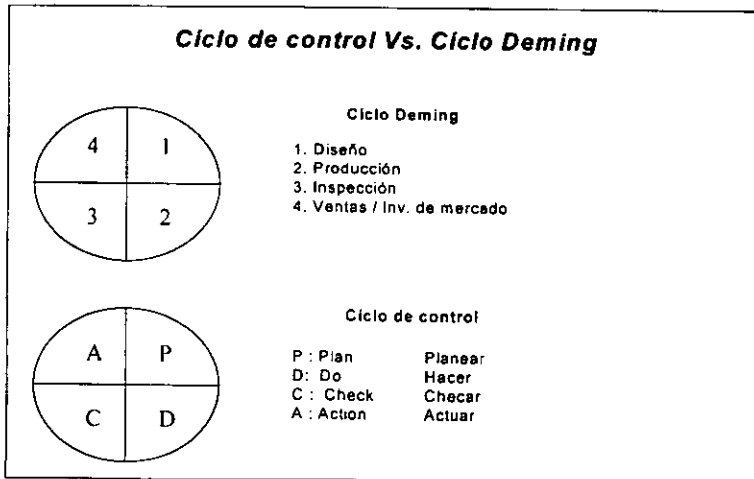 Ciclo de control Vs. Ciclo Deming
Ciclo Deming
4 1
3 2
1. Diseño
2. Producción
3. Inspección
4. Ventas / Inv. de mercado
Ciclo de control
A P
C D
P : Plan Planear
D: Do Hacer
C : Check Checar
A : Action Actuar